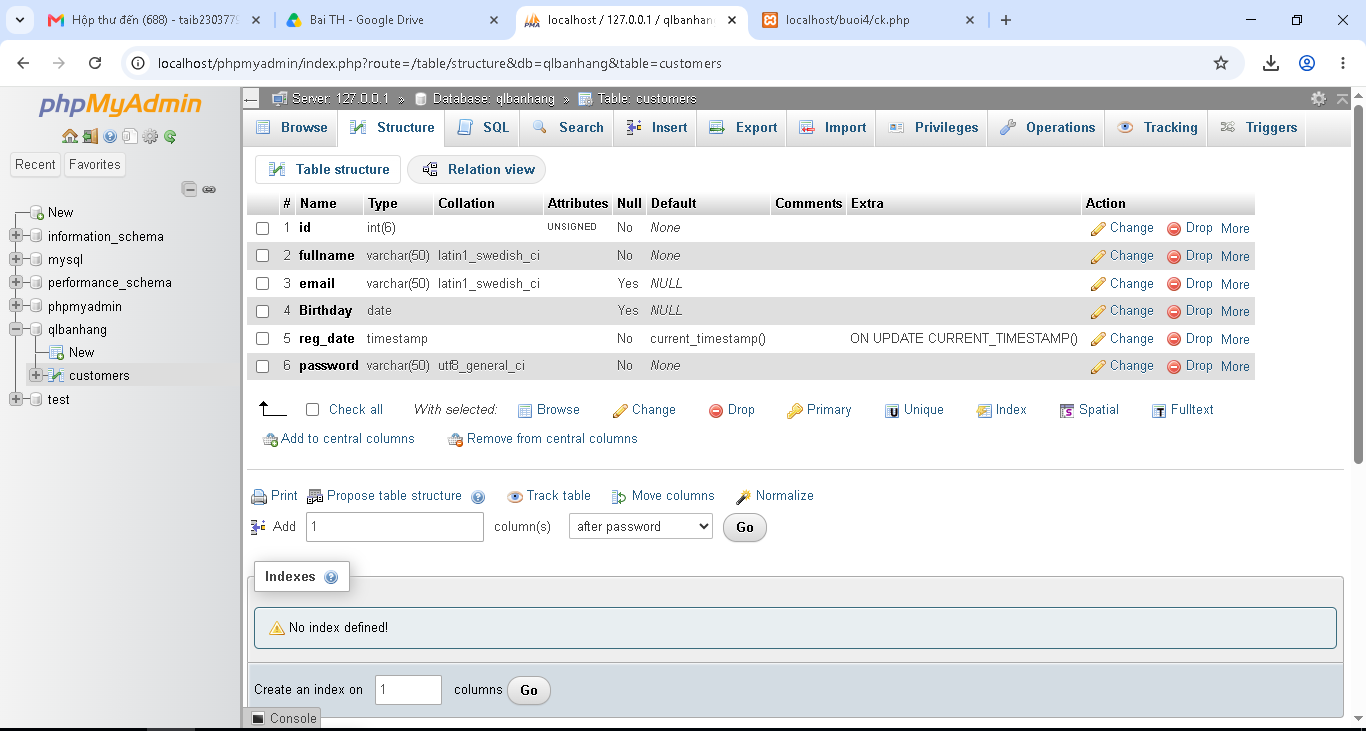 Hộp thư đến (688) - taib230377
Bai TH - Google Drive
localhost / 127.0.0.1 / qlbanhang
localhost/buoi4/ck.php
localhost/phpmyadmin/index.php?route=/table/structure&db=qlbanhang&table=customers
phpMyAdmin
Recent Favorites
New
information_schema
mysql
performance_schema
phpmyadmin
qlbanhang
New
customers
test
Server: 127.0.0.1 » Database: qlbanhang » Table: customers
Browse Structure SQL Search Insert Export Import Privileges Operations Tracking Triggers
Table structure Relation view
# Name Type Collation Attributes Null Default Comments Extra Action
1 id int(6) UNSIGNED No None Change Drop More
2 fullname varchar(50) latin1_swedish_ci No None Change Drop More
3 email varchar(50) latin1_swedish_ci Yes NULL Change Drop More
4 Birthday date Yes NULL Change Drop More
5 reg_date timestamp No current_timestamp() ON UPDATE CURRENT_TIMESTAMP() Change Drop More
6 password varchar(50) utf8_general_ci No None Change Drop More
Check all With selected: Browse Change Drop Primary Unique Index Spatial Fulltext
Add to central columns Remove from central columns
Print Propose table structure Track table Move columns Normalize
Add 1 column(s) after password Go
Indexes
No index defined!
Create an index on 1 columns Go
Console